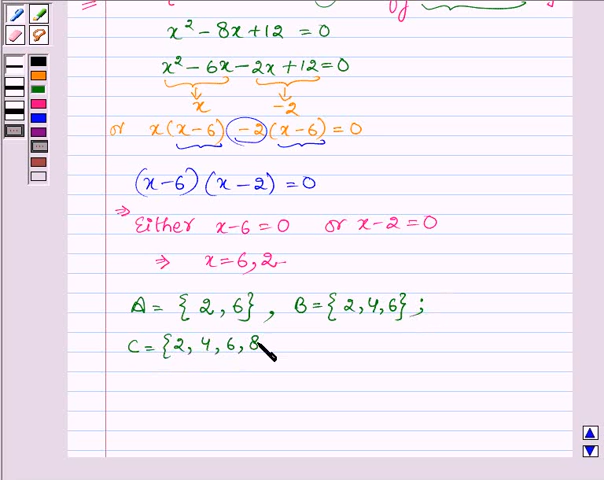 by
x² - 8x + 12 = 0
x² - 6x - 2x + 12 = 0
x -2
or x(x-6) -2 (x-6) = 0
(x-6) (x-2) = 0
⇒ Either x-6 = 0 or x-2 = 0
⇒ x = 6, 2
A = { 2, 6 } , B = { 2, 4, 6 } ;
C = { 2, 4, 6, 8